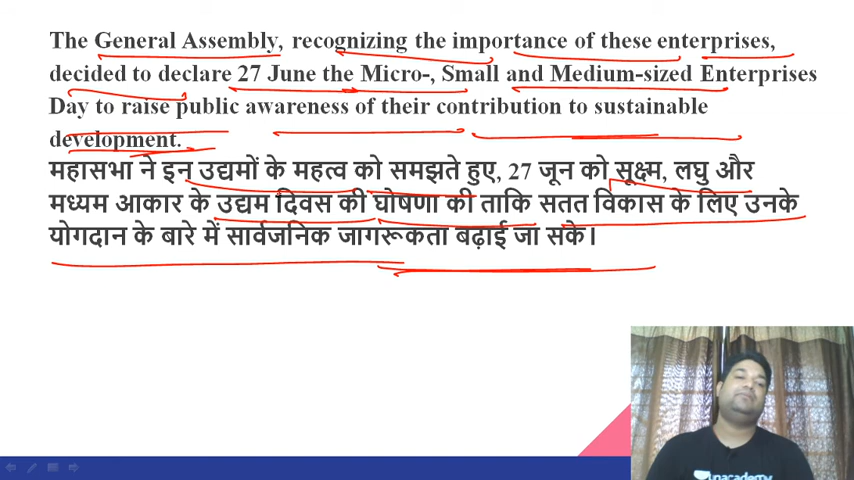 The General Assembly, recognizing the importance of these enterprises,
decided to declare 27 June the Micro-, Small and Medium-sized Enterprises
Day to raise public awareness of their contribution to sustainable
development.
महासभा ने इन उद्यमों के महत्व को समझते हुए, 27 जून को सूक्ष्म, लघु और
मध्यम आकार के उद्यम दिवस की घोषणा की ताकि सतत विकास के लिए उनके
योगदान के बारे में सार्वजनिक जागरूकता बढ़ाई जा सके।
unacademy